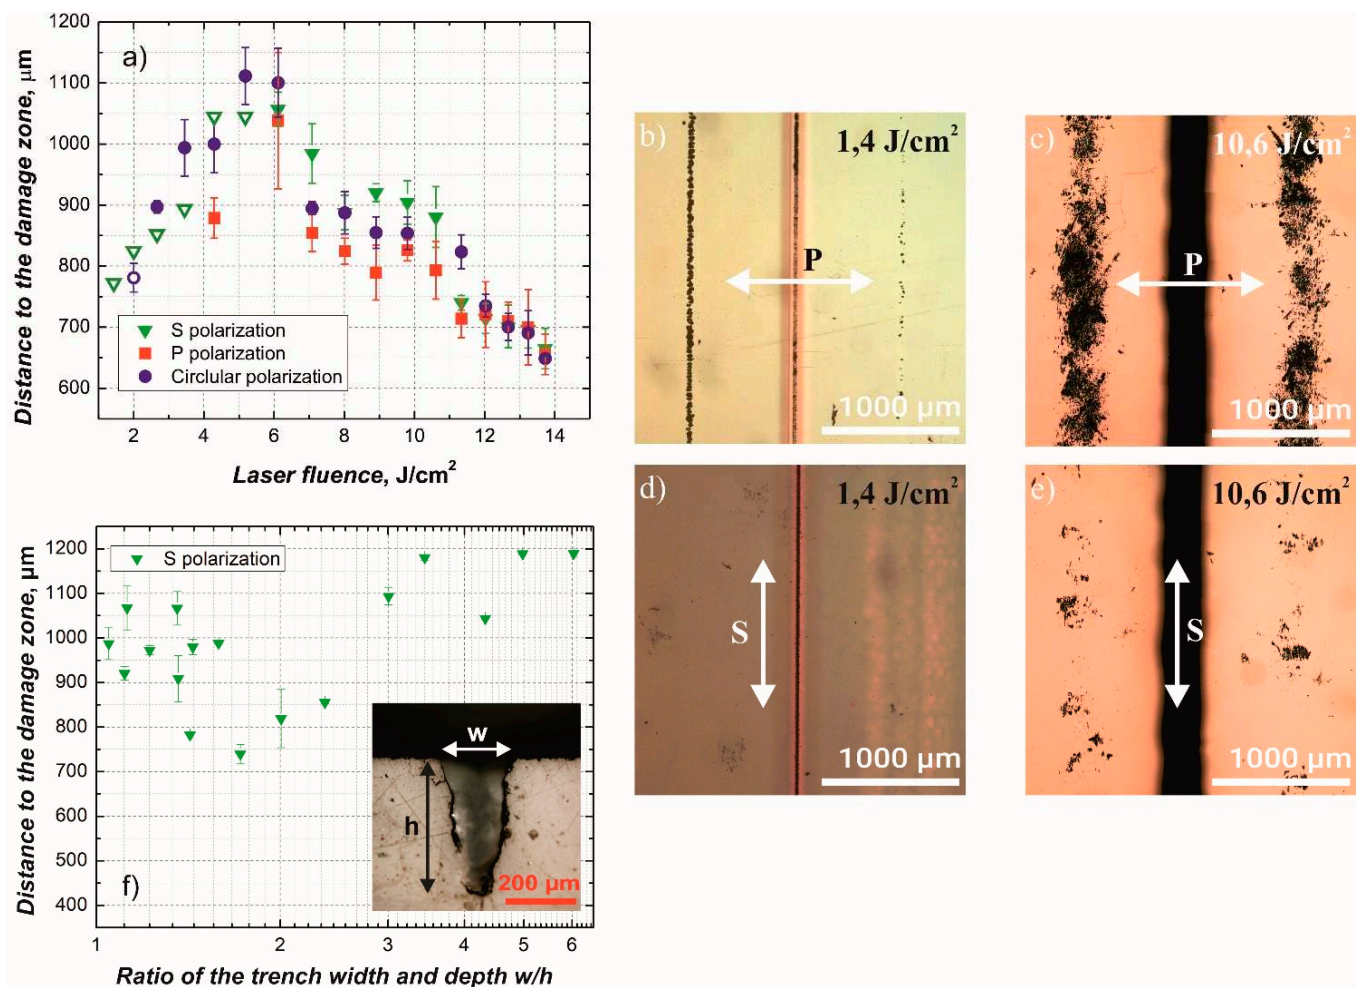 a)
Distance to the damage zone, μm
1200
1100
1000
900
800
700
600
S polarization
P polarization
Circlular polarization
2 4 6 8 10 12 14
Laser fluence, J/cm²
b)
1,4 J/cm²
P
1000 μm
c)
10,6 J/cm²
P
1000 μm
d)
1,4 J/cm²
S
1000 μm
e)
10,6 J/cm²
S
1000 μm
Distance to the damage zone, μm
1200
1100
1000
900
800
700
600
500
400
S polarization
w
h
200 μm
f)
1 2 3 4 5 6
Ratio of the trench width and depth w/h